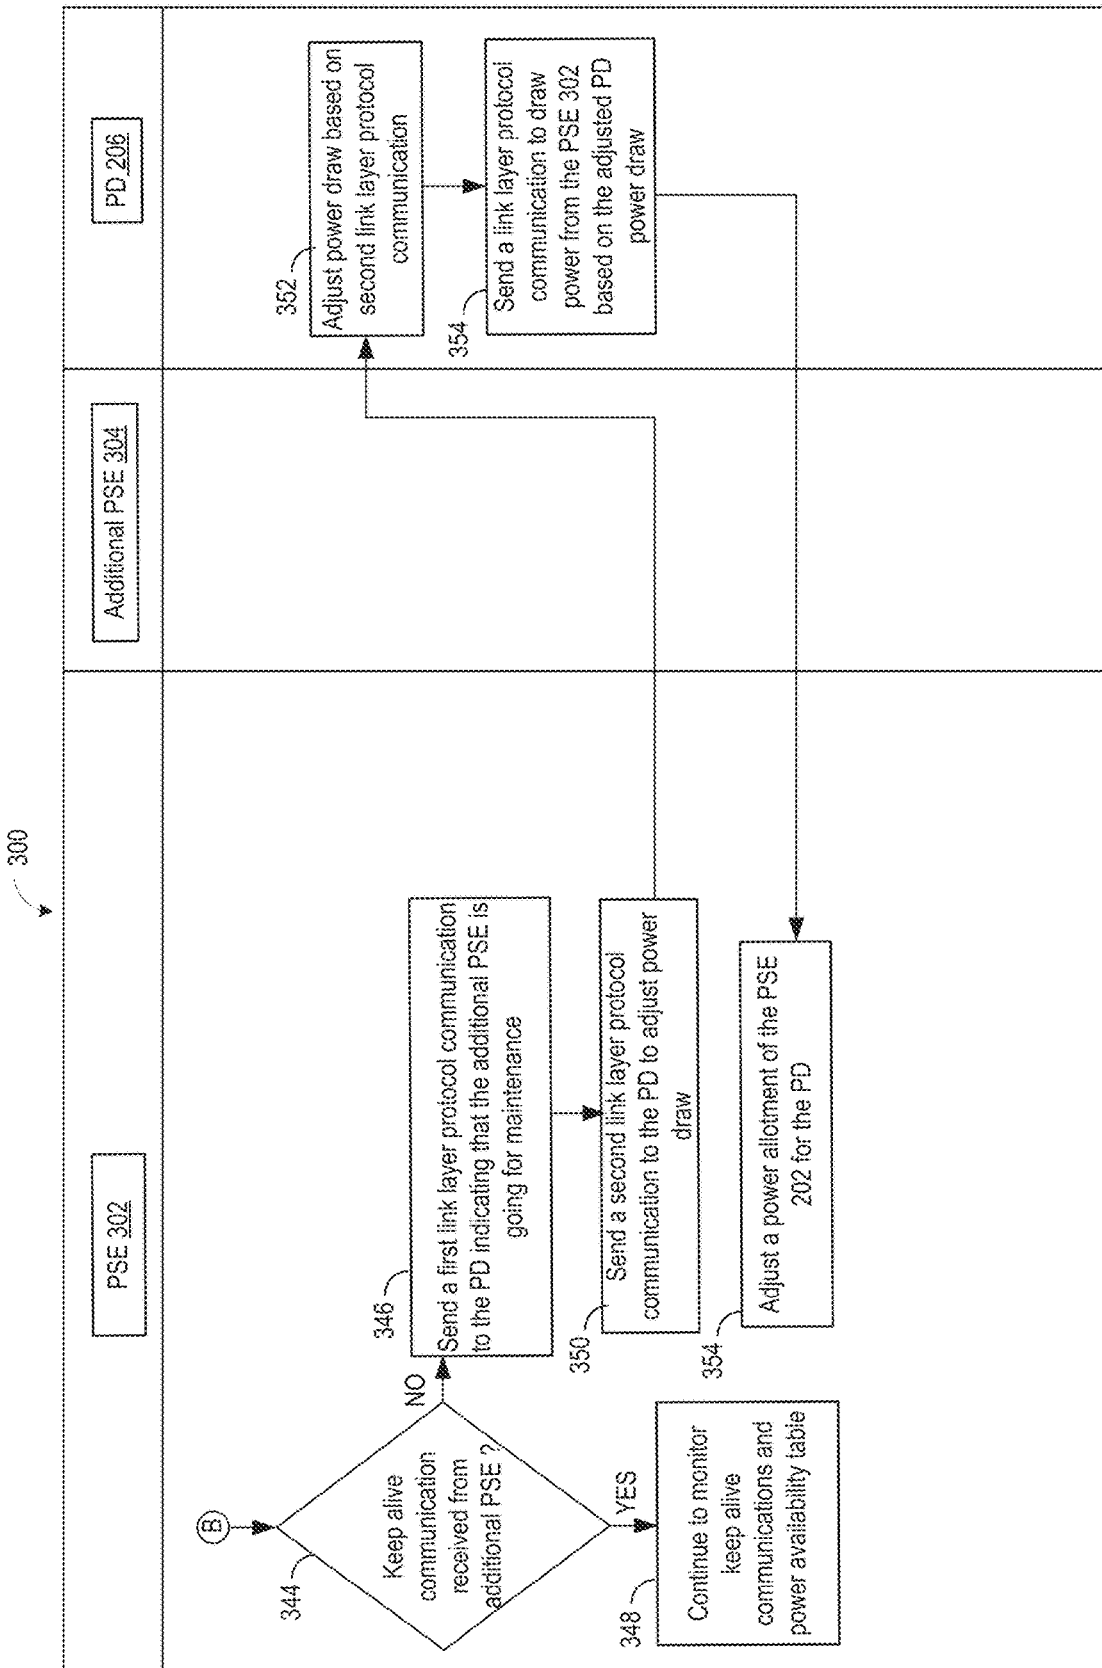 300
PSE 302
Additional PSE 304
PD 206
B
344
Keep alive
communication
received from
additional PSE ?
NO
YES
346
Send a first link layer protocol communication
to the PD indicating that the additional PSE is
going for maintenance
348
Continue to monitor
keep alive
communications and
power availability table
350
Send a second link layer protocol
communication to the PD to adjust power
draw
352
Adjust power draw based on
second link layer protocol
communication
354
Send a link layer protocol
communication to draw
power from the PSE 302
based on the adjusted PD
power draw
354
Adjust a power allotment of the PSE
202 for the PD